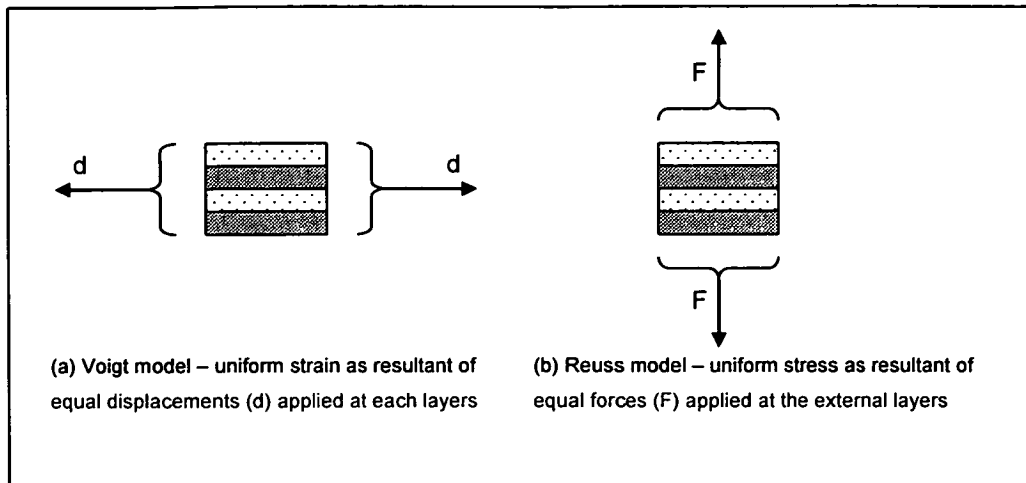 F
d
d
F
(a) Voigt model – uniform strain as resultant of
equal displacements (d) applied at each layers
(b) Reuss model – uniform stress as resultant of
equal forces (F) applied at the external layers